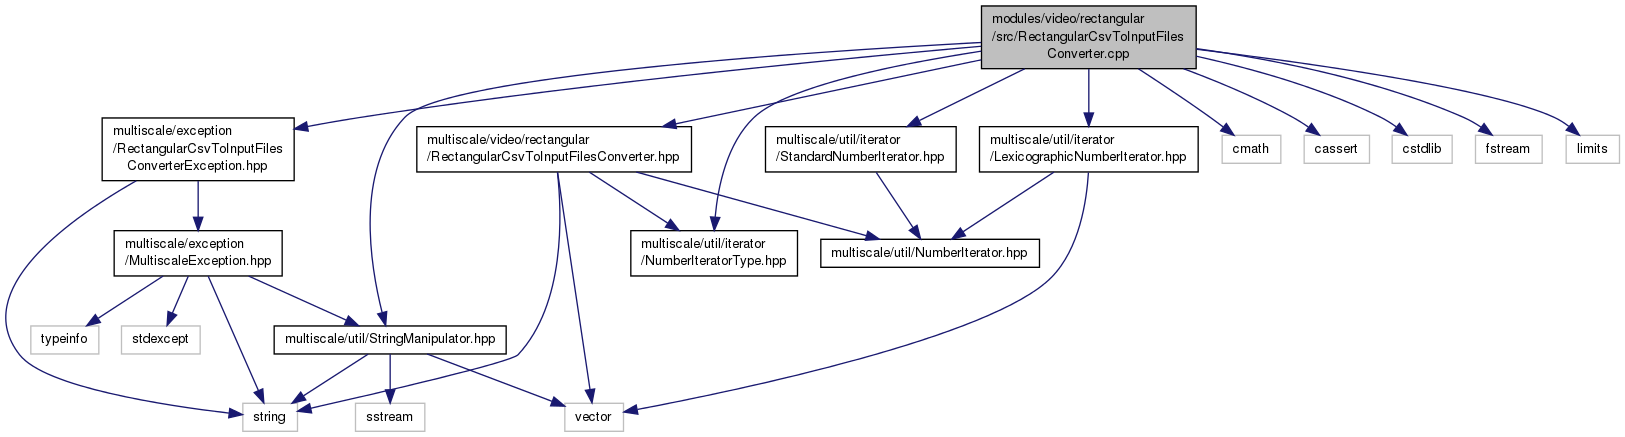 modules/video/rectangular
/src/RectangularCsvToInputFiles
Converter.cpp
multiscale/exception
/RectangularCsvToInputFiles
ConverterException.hpp
multiscale/video/rectangular
/RectangularCsvToInputFilesConverter.hpp
multiscale/util/iterator
/StandardNumberIterator.hpp
multiscale/util/iterator
/LexicographicNumberIterator.hpp
cmath
cassert
cstdlib
fstream
limits
multiscale/exception
/MultiscaleException.hpp
multiscale/util/iterator
/NumberIteratorType.hpp
multiscale/util/NumberIterator.hpp
typeinfo
stdexcept
multiscale/util/StringManipulator.hpp
string
sstream
vector